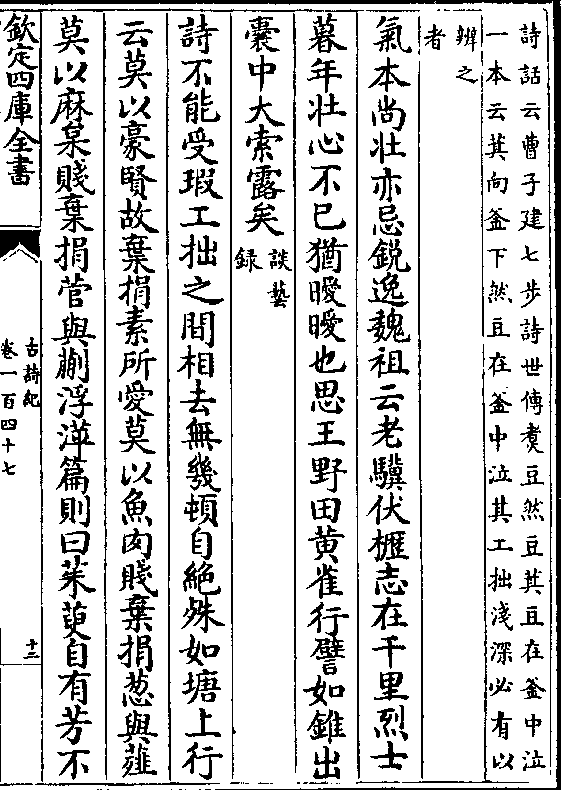 詩話云曹子建七步詩世傳煑豆然豆萁豆在釜中泣
一本云萁向釜下然豆在釜中泣其工拙淺深必有以
辨之
者
氣本尚壯亦忌鋭逸魏祖云老驥伏櫪志在千里烈士
暮年壯心不已猶曖曖也思王野田黄雀行譬如錐出
囊中大索露矣
談藝
録
詩不能受瑕工拙之間相去無幾頓自絶殊如塘上行
云莫以豪賢故棄捐素所愛莫以魚肉賤棄捐葱與薤
莫以麻枲賤棄捐菅與蒯浮萍篇則曰茱萸自有芳不
欽定四庫全書
古詩紀
卷一百四十七
十三